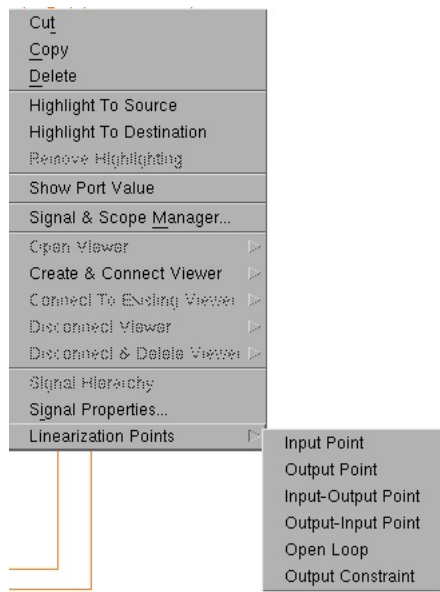 Cut
Copy
Delete
Highlight To Source
Highlight To Destination
Remove Highlighting
Show Port Value
Signal & Scope Manager...
Open Viewer
Create & Connect Viewer
Connect To Existing Viewer
Disconnect Viewer
Disconnect & Delete Viewer
Signal Hierarchy
Signal Properties...
Linearization Points
Input Point
Output Point
Input-Output Point
Output-Input Point
Open Loop
Output Constraint